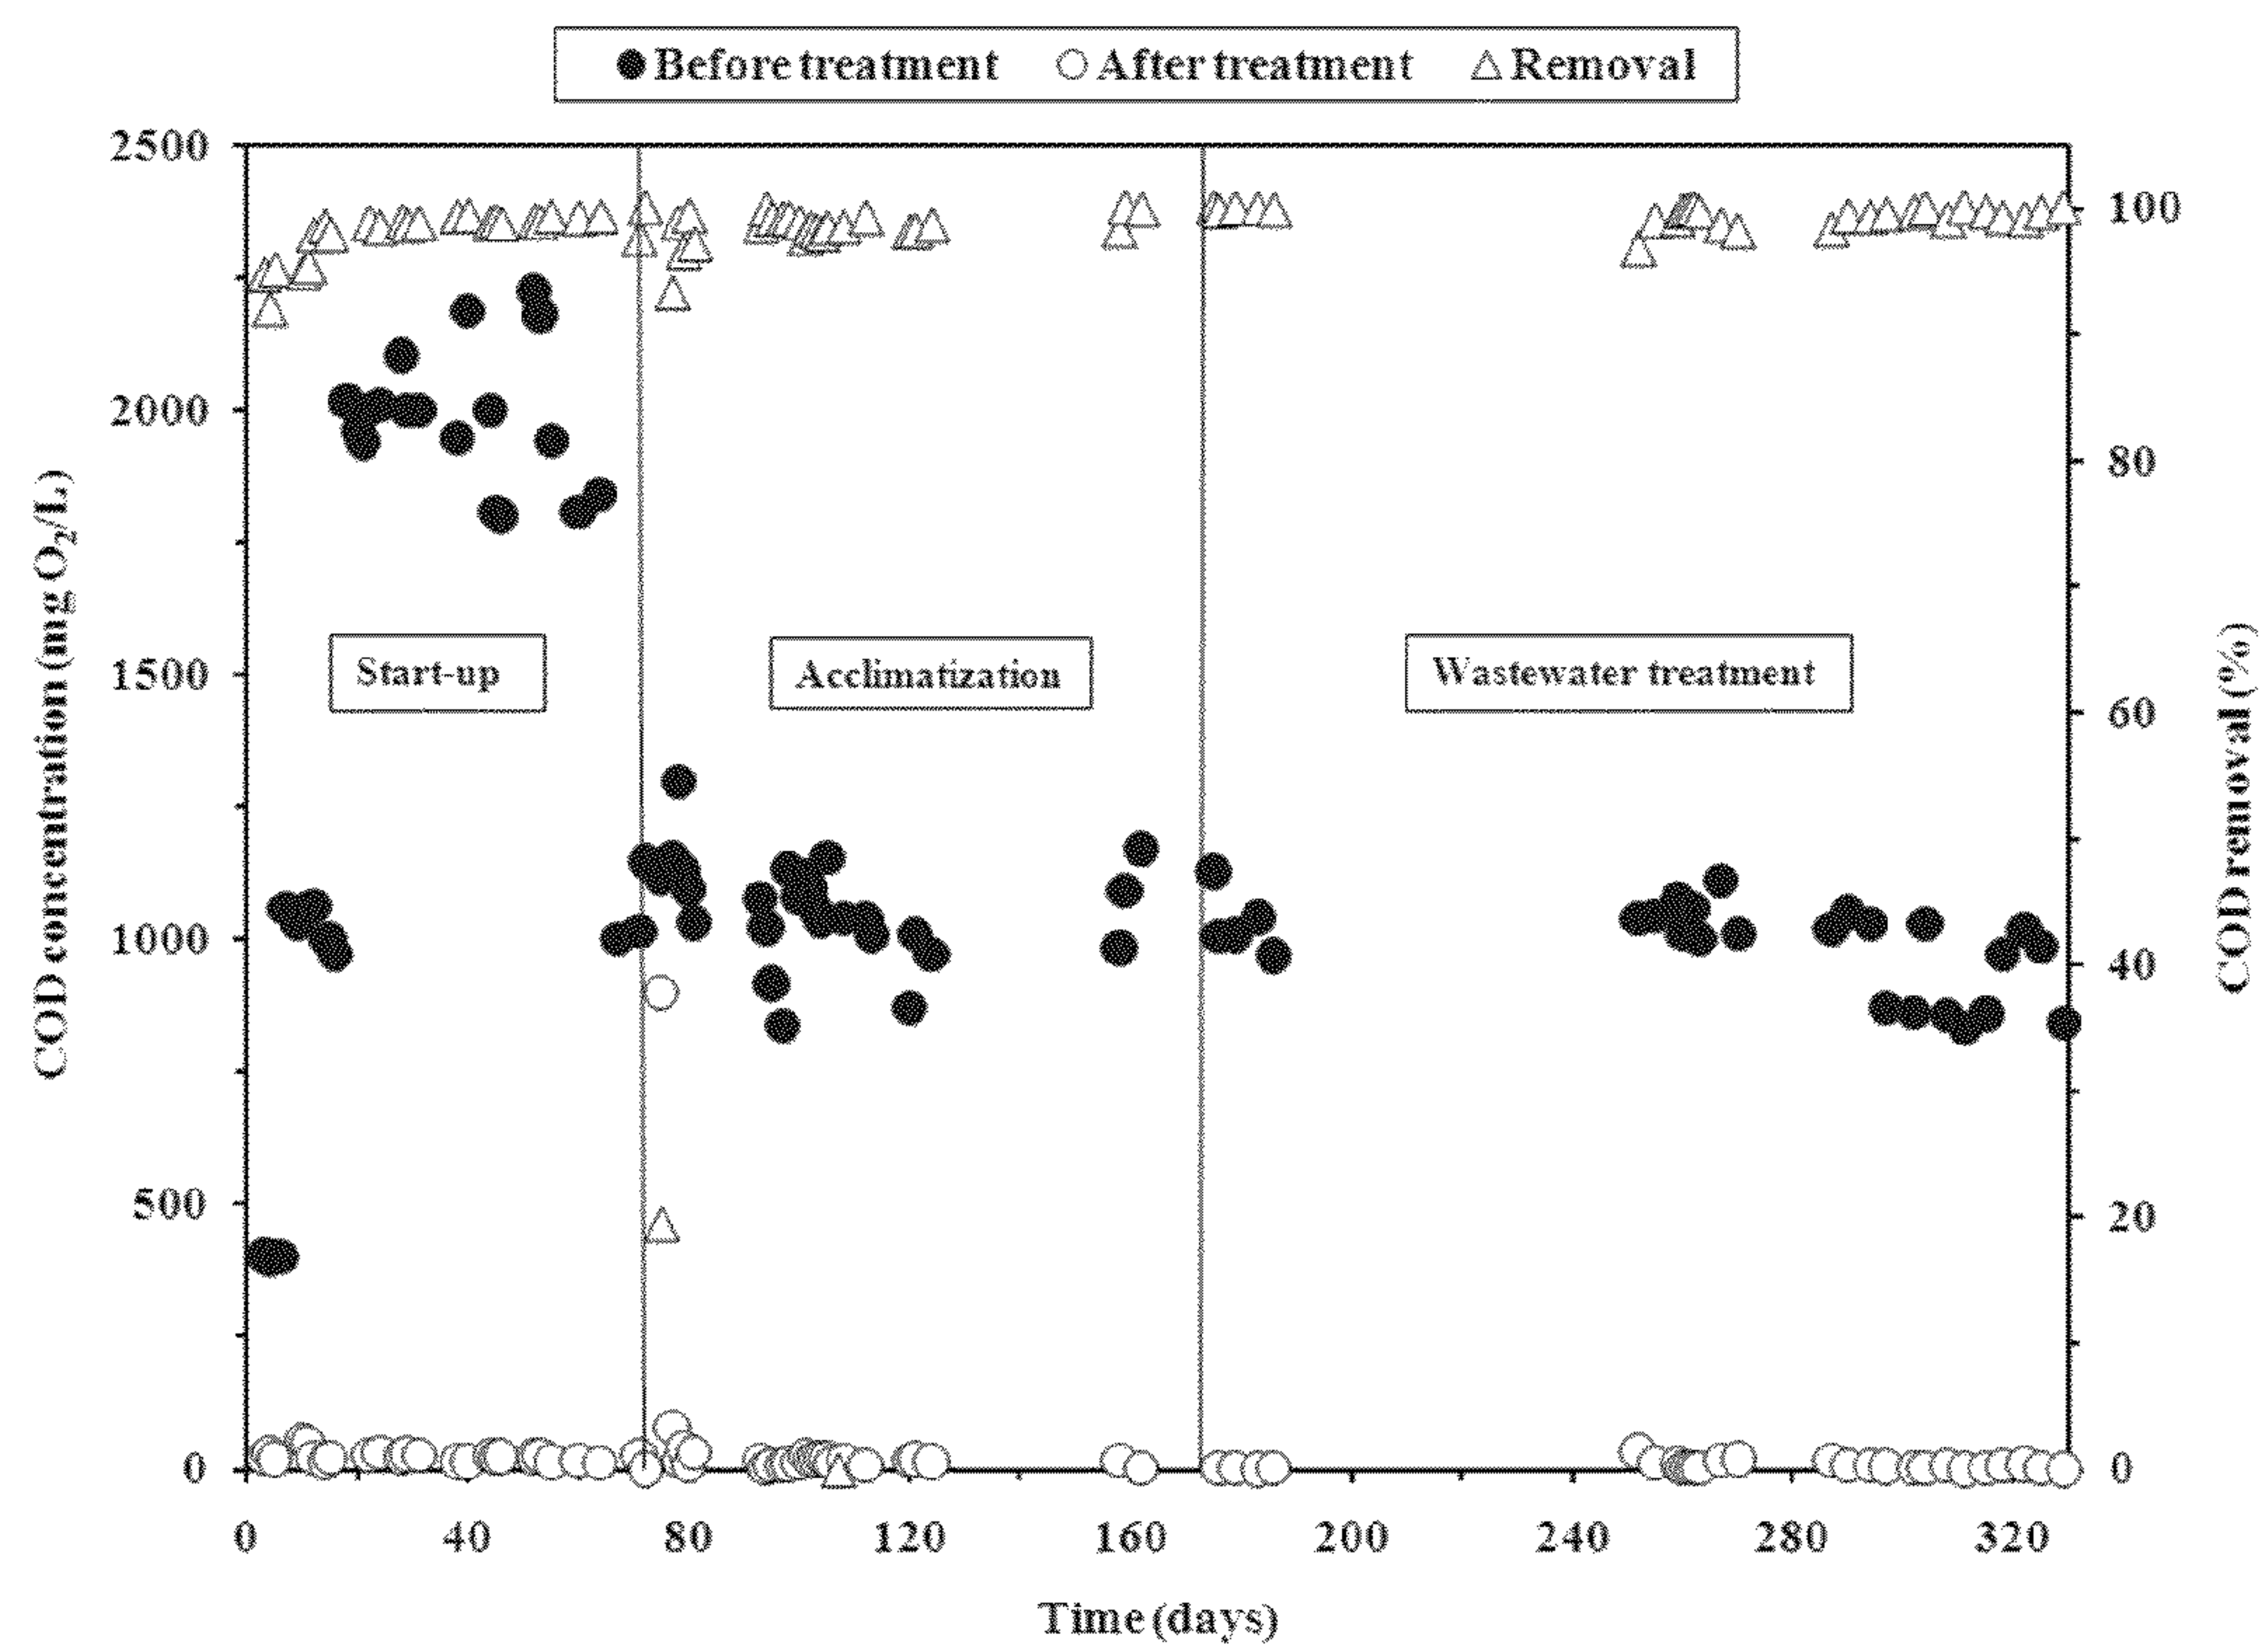 Before treatment After treatment Removal
2500
2000
1500
1000
500
0
COD concentration (mg O₂/L)
Start-up
Acclimatization
Wastewater treatment
100
80
60
40
20
0
COD removal (%)
0 40 80 120 160 200 240 280 320
Time (days)